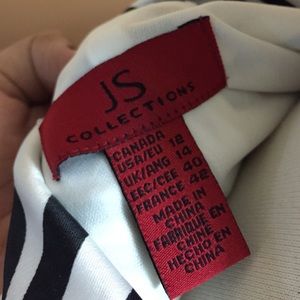 JS
COLLECTIONS
CANADA
USA/EU 18
UK/ANG 14
EEC/CEE 40
FRANCE 42
MADE IN
CHINA
FABRIQUE EN
CHINE
HECHO EN
CHINA